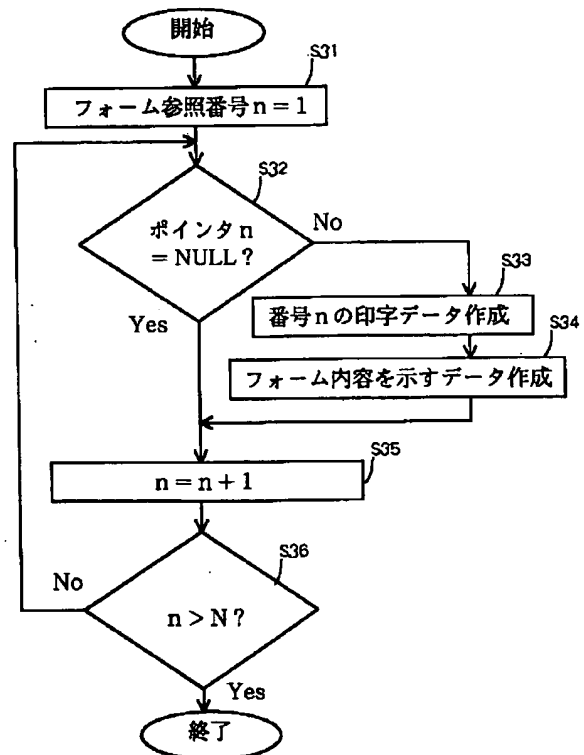 開始
S31
フォーム参照番号n=1
S32
ポインタn
=NULL?
No
Yes
S33
番号nの印字データ作成
S34
フォーム内容を示すデータ作成
S35
n=n+1
S36
n>N?
No
Yes
終了